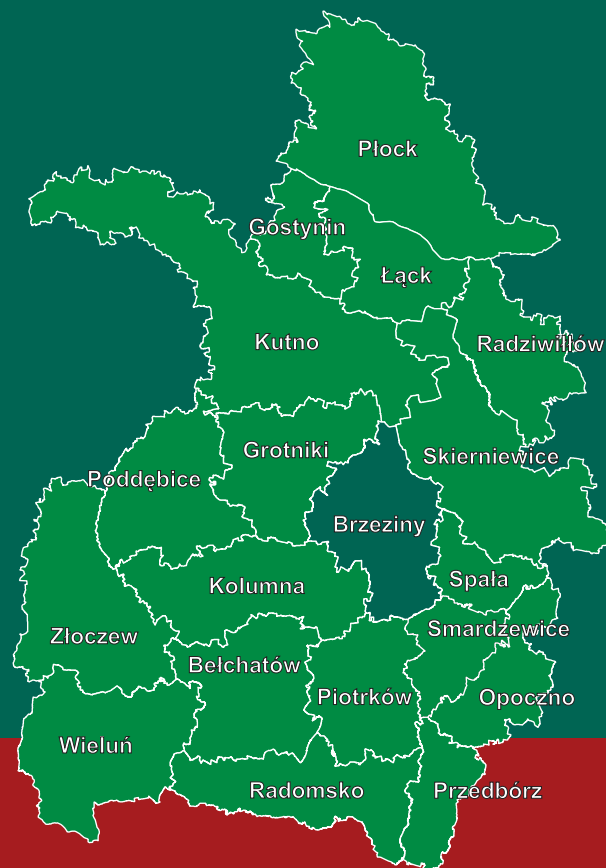 Płock
Gostynin
Łąck
Kutno
Radziwiłłów
Grotniki
Skierniewice
Poddębice
Brzeziny
Spała
Kolumna
Smardzewice
Złoczew
Bełchatów
Piotrków
Opoczno
Wieluń
Radomsko
Przedbórz